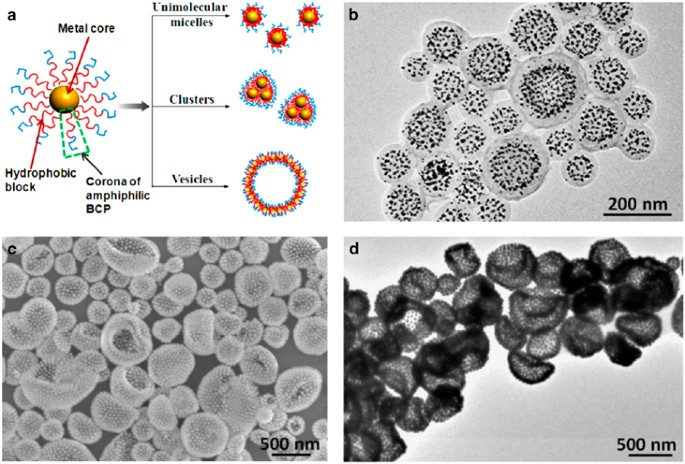 a
Metal core
Unimolecular
micelles
Clusters
Vesicles
Hydrophobic
block
Corona of
amphiphilic
BCP
b
200 nm
c
500 nm
d
500 nm